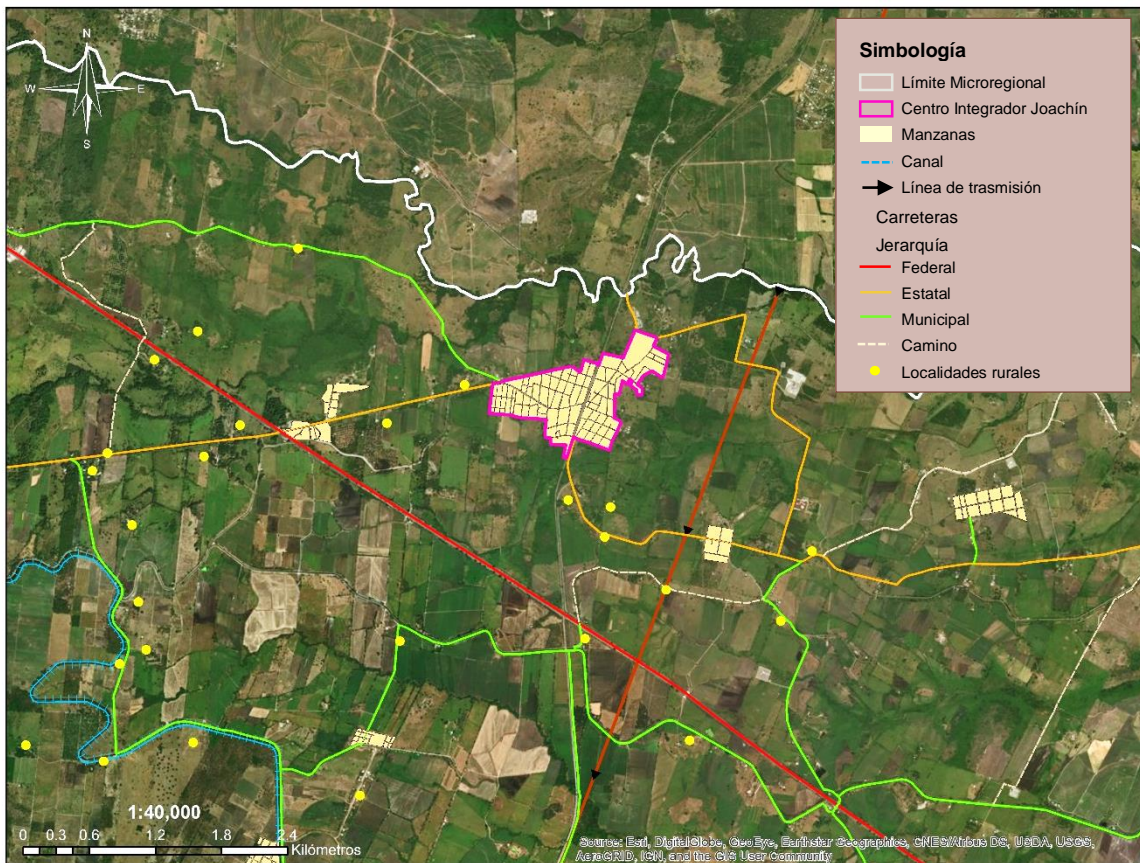 N
W E
S
Simbología
Límite Microregional
Centro Integrador Joachín
Manzanas
Canal
Línea de trasmisión
Carreteras
Jerarquía
Federal
Estatal
Municipal
Camino
Localidades rurales
1:40,000
0 0.3 0.6 1.2 1.8 2.4
Kilómetros
Source: Esri, DigitalGlobe, GeoEye, Earthstar Geographics, CNES/Airbus DS, USDA, USGS,
AeroGRID, IGN, and the GIS User Community